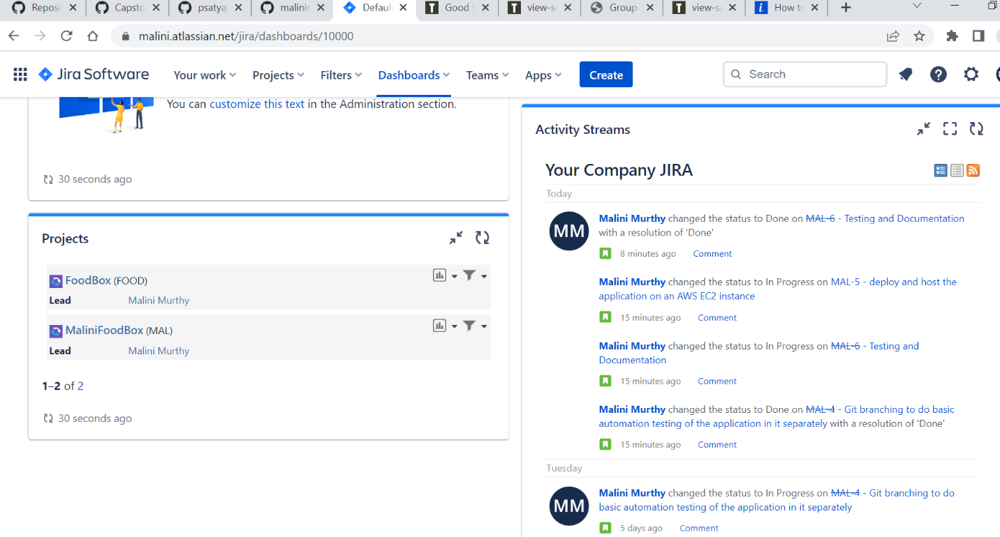 Reposit
Capsto
psatyaj
malinin
Default
Good S
view-so
Group-
view-so
How to
malini.atlassian.net/jira/dashboards/10000
Jira Software
Your work
Projects
Filters
Dashboards
Teams
Apps
Create
Search
You can customize this text in the Administration section.
30 seconds ago
Projects
FoodBox (FOOD)
Lead Malini Murthy
MaliniFoodBox (MAL)
Lead Malini Murthy
1–2 of 2
30 seconds ago
Activity Streams
Your Company JIRA
Today
MM
Malini Murthy changed the status to Done on MAL-6 - Testing and Documentation
with a resolution of 'Done'
8 minutes ago Comment
Malini Murthy changed the status to In Progress on MAL-5 - deploy and host the
application on an AWS EC2 instance
15 minutes ago Comment
Malini Murthy changed the status to In Progress on MAL-6 - Testing and
Documentation
15 minutes ago Comment
Malini Murthy changed the status to Done on MAL-4 - Git branching to do basic
automation testing of the application in it separately with a resolution of 'Done'
15 minutes ago Comment
Tuesday
MM
Malini Murthy changed the status to In Progress on MAL-4 - Git branching to do
basic automation testing of the application in it separately
5 days ago Comment